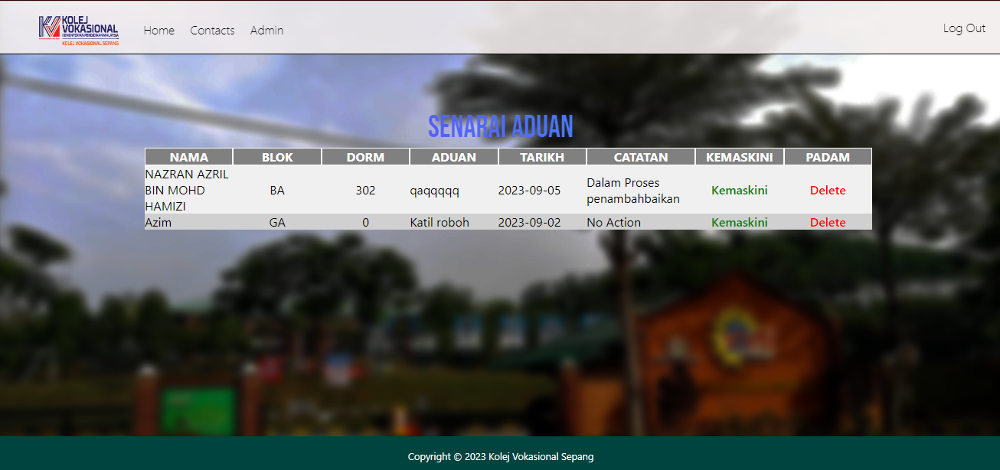 KOLEJ
VOKASIONAL
KEMENTERIAN PENDIDIKAN MALAYSIA
KOLEJ VOKASIONAL SEPANG
Home Contacts Admin Log Out
SENARAI ADUAN
NAMA BLOK DORM ADUAN TARIKH CATATAN KEMASKINI PADAM
NAZRAN AZRIL
BIN MOHD
HAMIZI
BA 302 qaqqqqq 2023-09-05
Dalam Proses
penambahbaikan
Kemaskini Delete
Azim GA 0 Katil roboh 2023-09-02 No Action Kemaskini Delete
Copyright © 2023 Kolej Vokasional Sepang